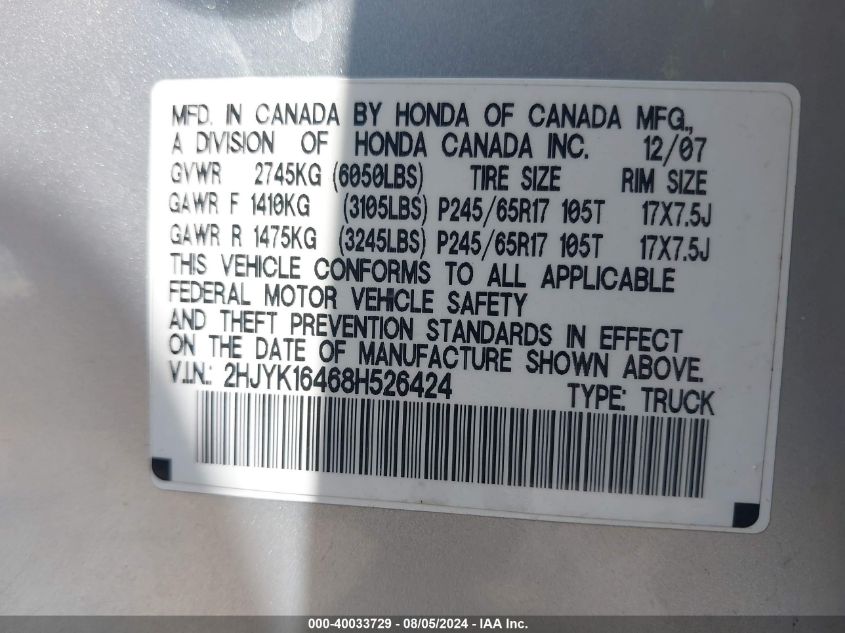 MFD. IN CANADA BY HONDA OF CANADA MFG.,
A DIVISION OF HONDA CANADA INC. 12/07
GVWR 2745KG (6050LBS) TIRE SIZE RIM SIZE
GAWR F 1410KG (3105LBS) P245/65R17 105T 17X7.5J
GAWR R 1475KG (3245LBS) P245/65R17 105T 17X7.5J
THIS VEHICLE CONFORMS TO ALL APPLICABLE
FEDERAL MOTOR VEHICLE SAFETY
AND THEFT PREVENTION STANDARDS IN EFFECT
ON THE DATE OF MANUFACTURE SHOWN ABOVE.
V.I.N.: 2HJYK16468H526424 TYPE: TRUCK
000-40033729 - 08/05/2024 - IAA Inc.